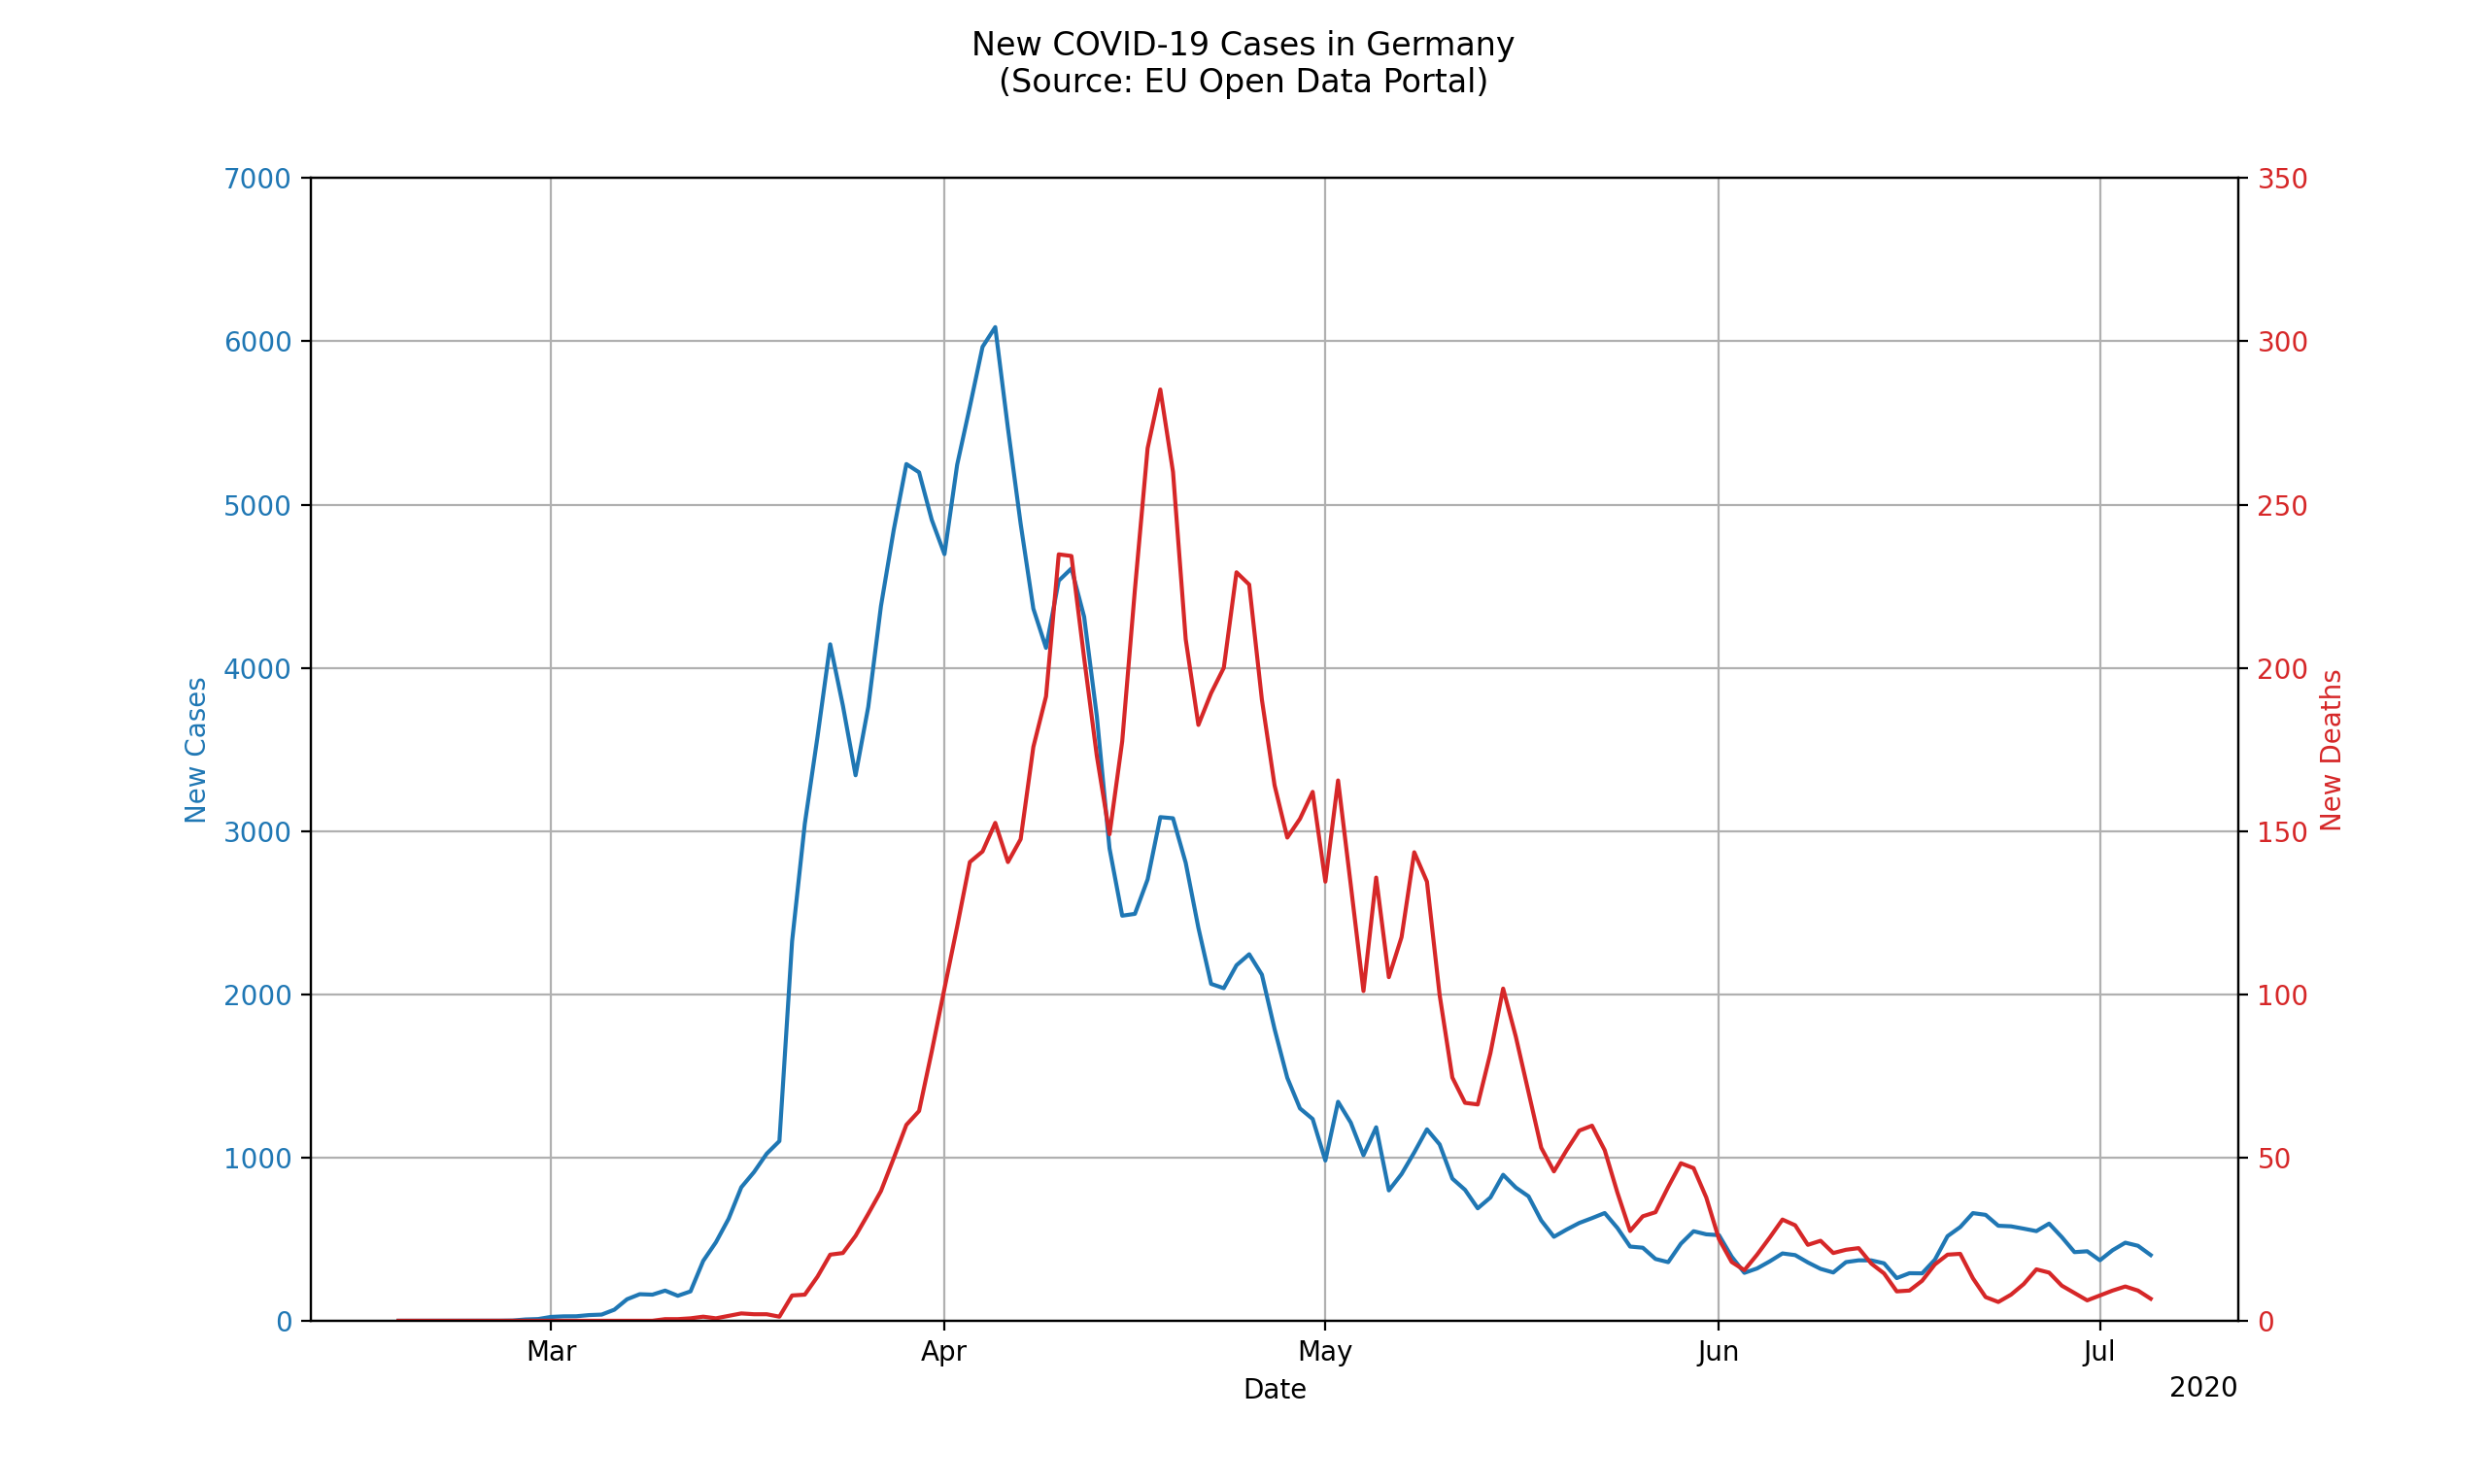 New COVID-19 Cases in Germany
(Source: EU Open Data Portal)
7000
6000
5000
4000
3000
2000
1000
0
New Cases
350
300
250
200
150
100
50
0
New Deaths
Mar
Apr
May
Jun
Jul
Date
2020